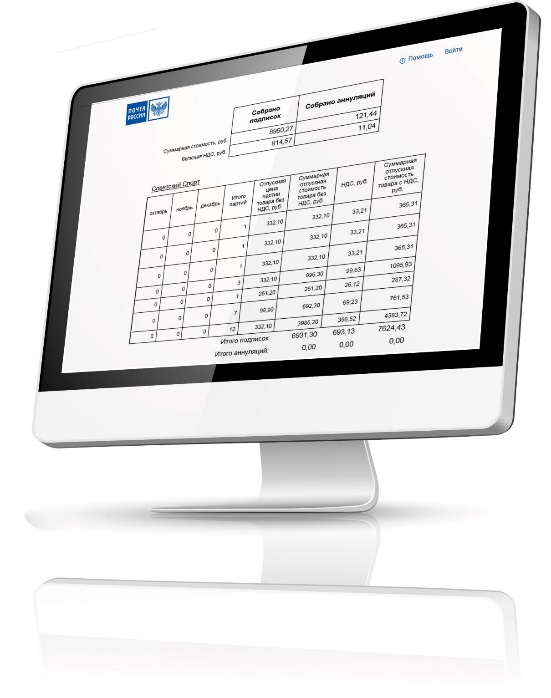 Помощь Войти
ПОЧТА
РОССИИ
Собрано подписок Собрано аннуляций
Суммарная стоимость, руб. 8960,27 121,44
Включая НДС, руб. 814,57 11,04
Советский Спорт
октябрь ноябрь декабрь Итого партий Отпускная цена партии товара без НДС, руб. Суммарная отпускная стоимость товара без НДС, руб. НДС, руб. Суммарная отпускная стоимость товара с НДС, руб.
0 0 0 1 332,10 332,10 33,21 365,31
0 0 0 1 332,10 332,10 33,21 365,31
0 0 0 1 332,10 332,10 33,21 365,31
0 0 0 3 332,10 996,30 99,63 1095,93
0 0 0 1 261,20 261,20 26,12 287,32
0 0 0 7 98,90 692,30 69,23 761,53
0 0 0 12 332,10 3985,20 398,52 4383,72
Итого подписок: 6931,30 693,13 7624,43
Итого аннуляций: 0,00 0,00 0,00